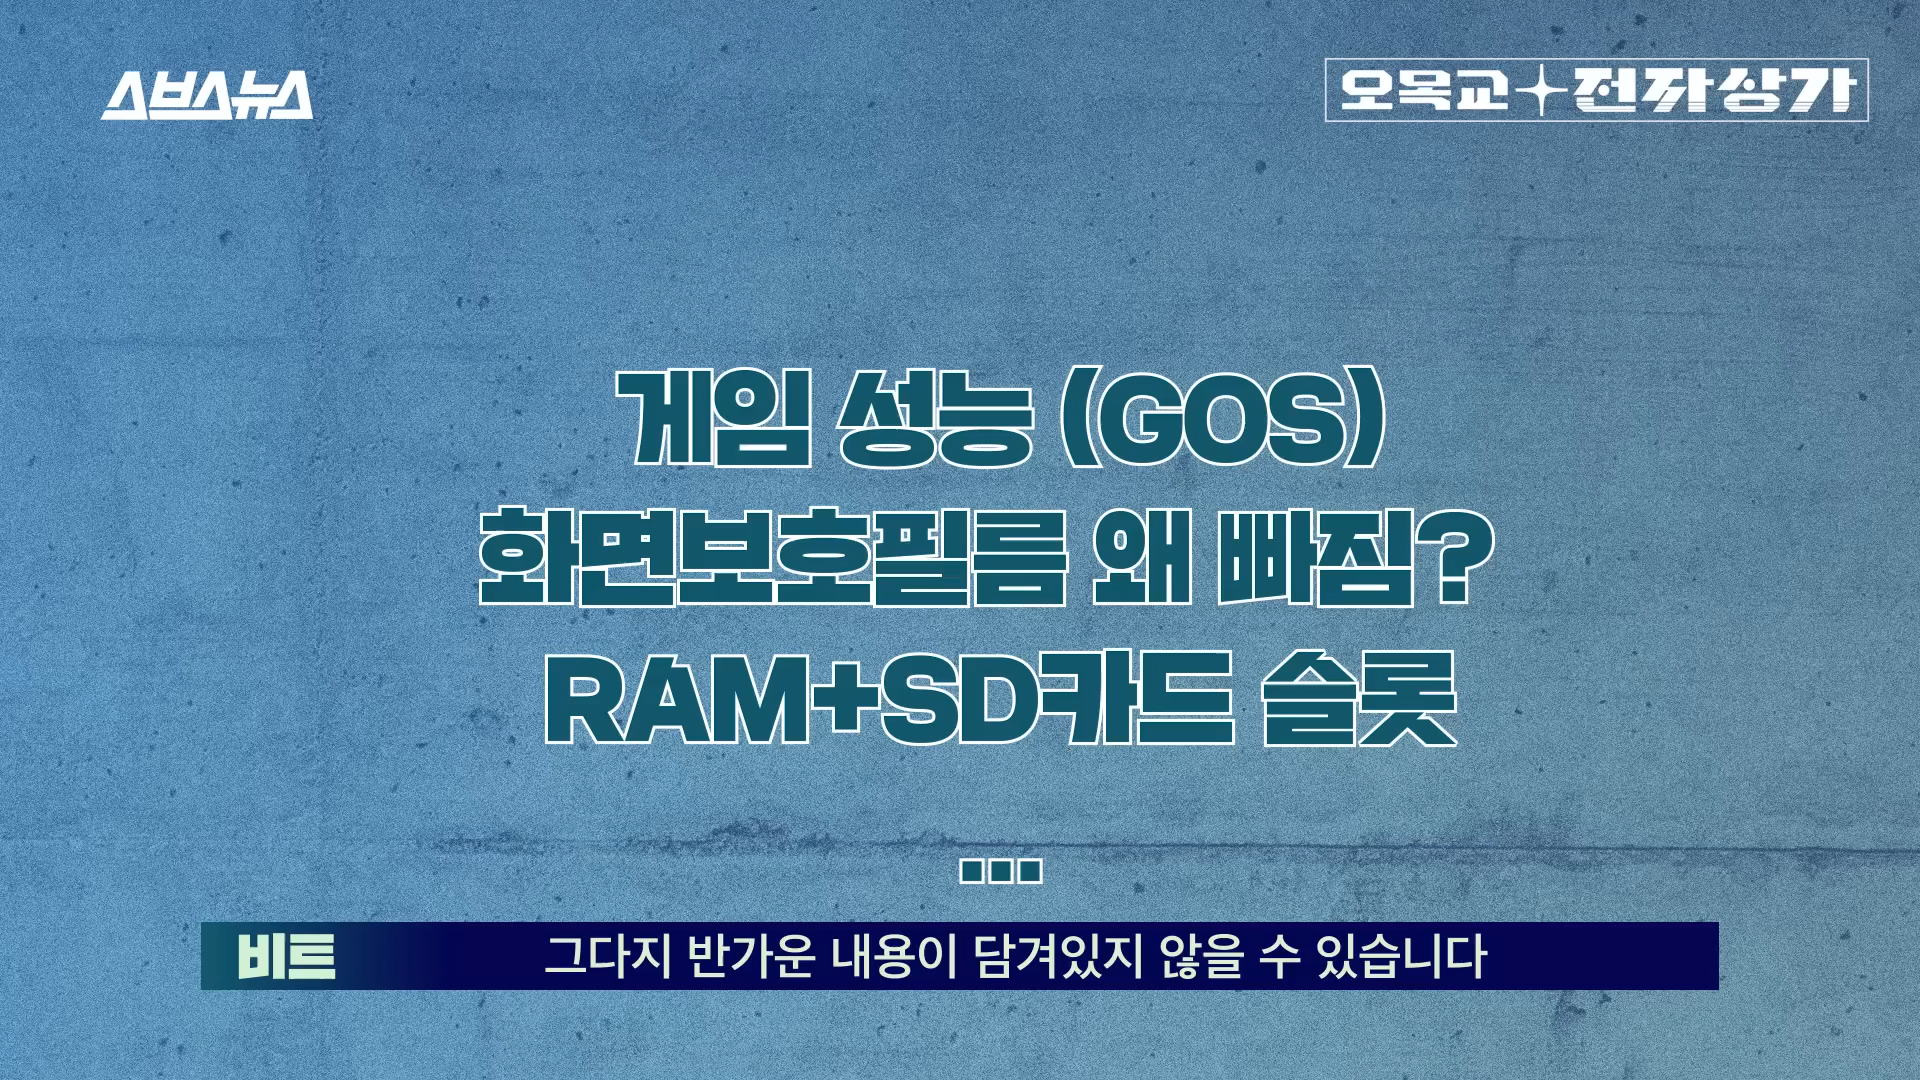 스브스뉴스
오목교 전자상가
게임 성능 (GOS)
화면보호필름 왜 빠짐?
RAM+SD카드 슬롯
...
비트
그다지 반가운 내용이 담겨있지 않을 수 있습니다